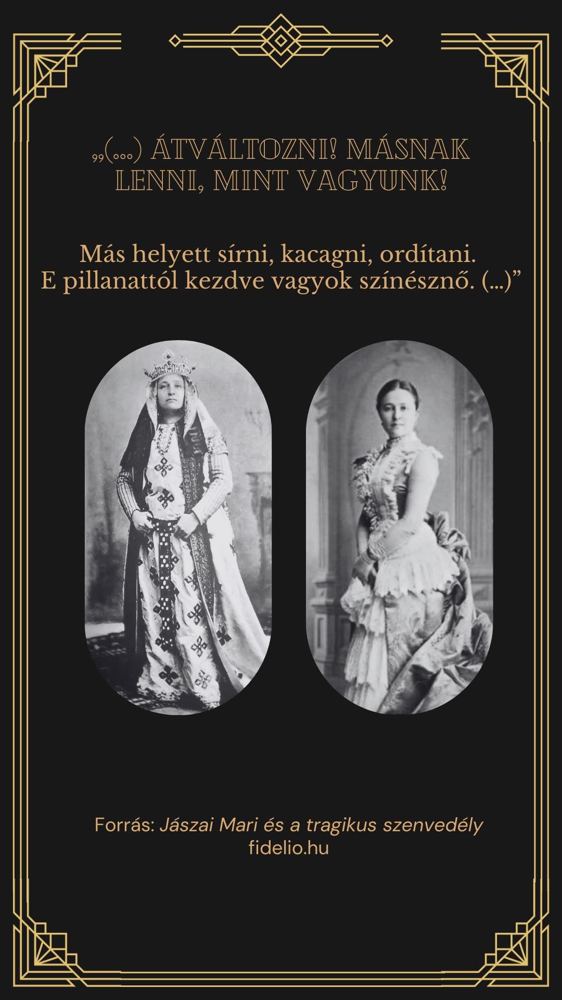 „(...) ÁTVÁLTOZNI! MÁSNAK
LENNI, MINT VAGYUNK!
Más helyett sírni, kacagni, ordítani.
E pillanattól kezdve vagyok színésznő. (...)”
Forrás: Jászai Mari és a tragikus szenvedély
fidelio.hu